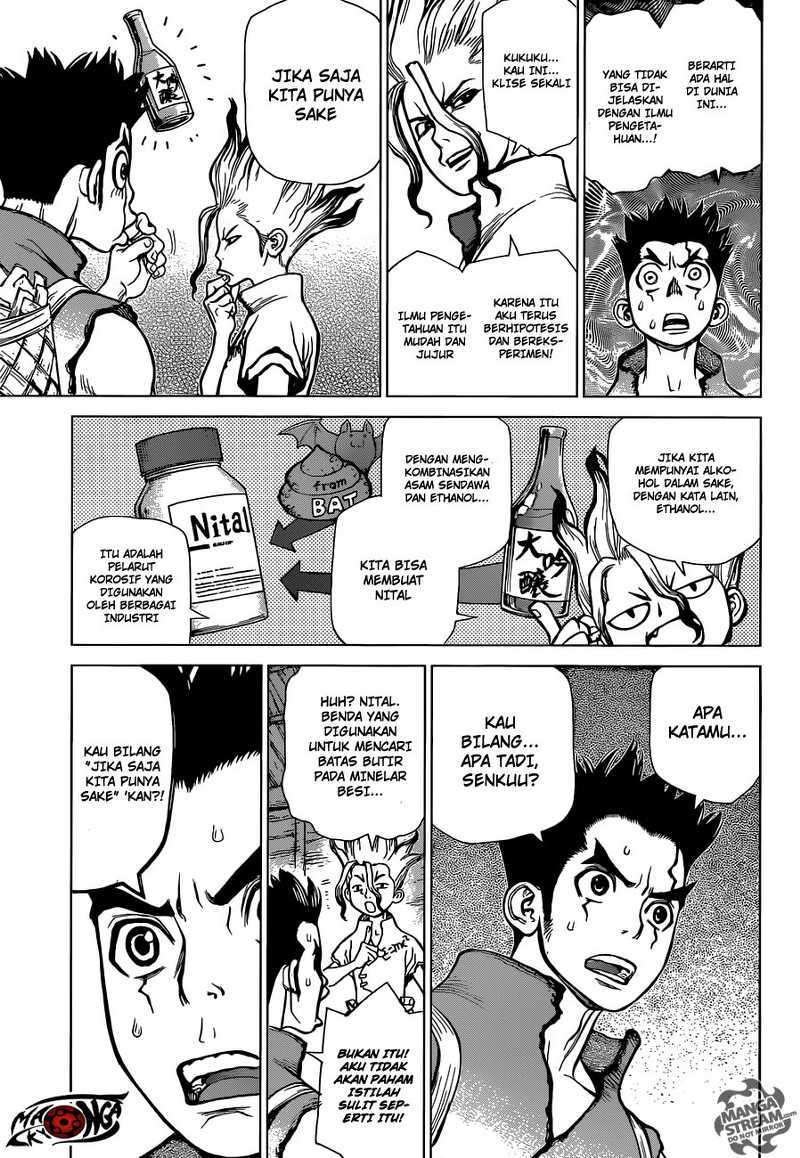 BERARTI
ADA HAL
DI DUNIA
INI...
YANG TIDAK
BISA DI-
JELASKAN
DENGAN ILMU
PENGETA-
HUAN...!
KUKUKU...
KAU INI...
KLISE SEKALI
KARENA ITU
AKU TERUS
BERHIPOTESIS
DAN BEREKS-
PERIMEN!
ILMU PENGE-
TAHUAN ITU
MUDAH DAN
JUJUR
JIKA SAJA
KITA PUNYA
SAKE
大吟醸
JIKA KITA
MEMPUNYAI ALKO-
HOL DALAM SAKE,
DENGAN KATA LAIN,
ETHANOL...
大吟醸
DENGAN MENG-
KOMBINASIKAN
ASAM SENDAWA
DAN ETHANOL...
from
BAT
KITA BISA
MEMBUAT
NITAL
Nital
ITU ADALAH
PELARUT
KOROSIF YANG
DIGUNAKAN
OLEH BERBAGAI
INDUSTRI
APA
KATAMU...
KAU
BILANG...
APA TADI,
SENKUU?
HUH? NITAL.
BENDA YANG
DIGUNAKAN
UNTUK MENCARI
BATAS BUTIR
PADA MINELAR
BESI...
E=mc²
BUKAN ITU!
AKU TIDAK
AKAN PAHAM
ISTILAH
SULIT SEP-
ERTI ITU!
KAU BILANG
"JIKA SAJA
KITA PUNYA
SAKE" 'KAN?!
MANGA
STREAM.COM
DO NOT MIRROR!